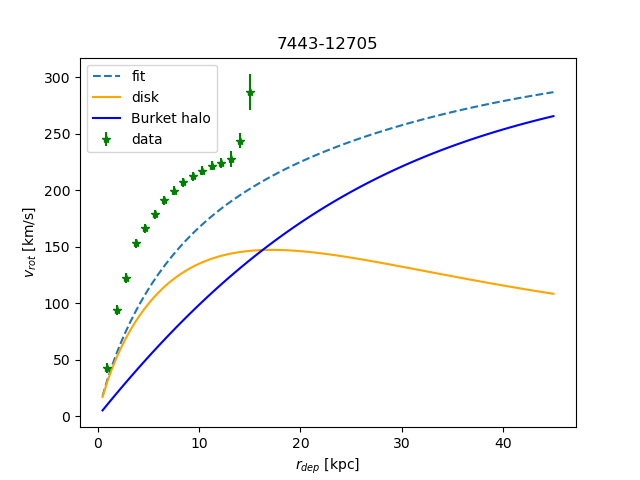 7443-12705
fit
disk
Burket halo
data
300
250
200
150
100
50
0
v_rot [km/s]
0 10 20 30 40
r_dep [kpc]